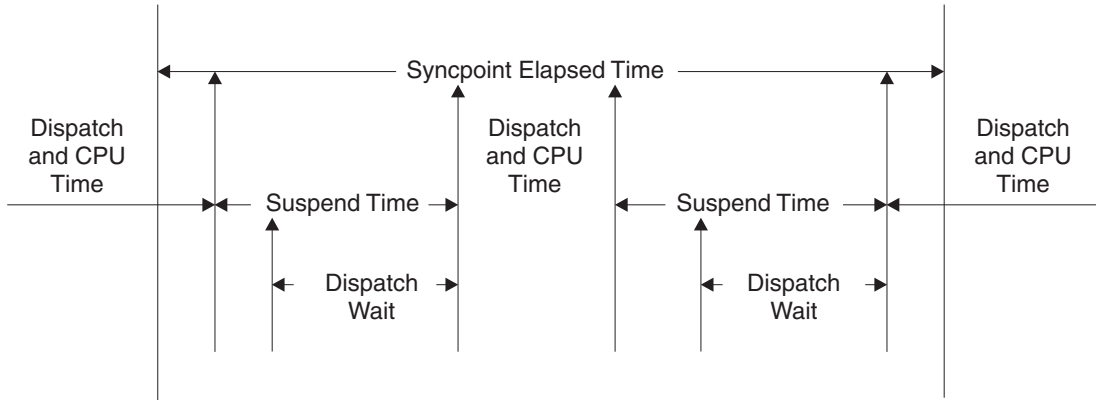 Syncpoint Elapsed Time
Dispatch
and CPU
Time
Dispatch
and CPU
Time
Dispatch
and CPU
Time
Suspend Time
Suspend Time
Dispatch
Wait
Dispatch
Wait